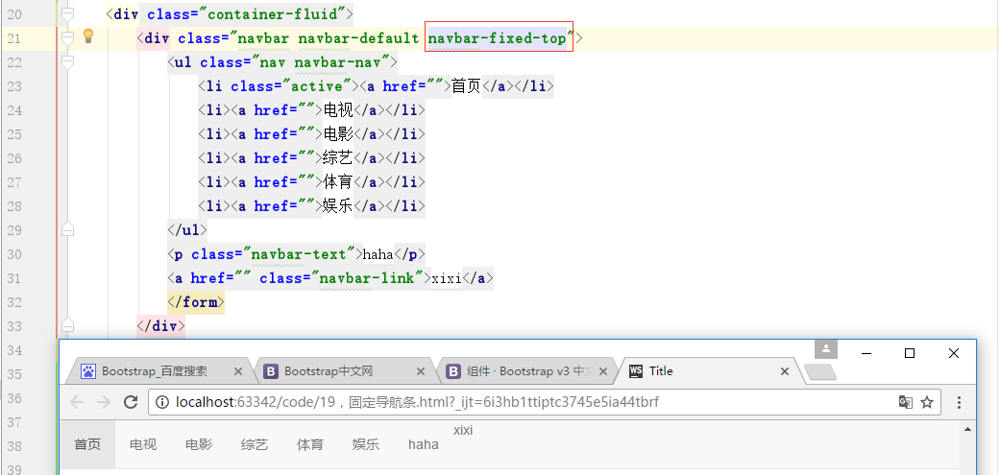 20 <div class="container-fluid">
21 <div class="navbar navbar-default navbar-fixed-top">
22 <ul class="nav navbar-nav">
23 <li class="active"><a href="">首页</a></li>
24 <li><a href="">电视</a></li>
25 <li><a href="">电影</a></li>
26 <li><a href="">综艺</a></li>
27 <li><a href="">体育</a></li>
28 <li><a href="">娱乐</a></li>
29 </ul>
30 <p class="navbar-text">haha</p>
31 <a href="" class="navbar-link">xixi</a>
32 </form>
33 </div>
34
35 Bootstrap_百度搜索 Bootstrap中文网 组件 · Bootstrap v3 中文 WS Title
36 localhost:63342/code/19，固定导航条.html?_ijt=6i3hb1ttiptc3745e5ia44tbrf
37 xixi
38 首页 电视 电影 综艺 体育 娱乐 haha
39